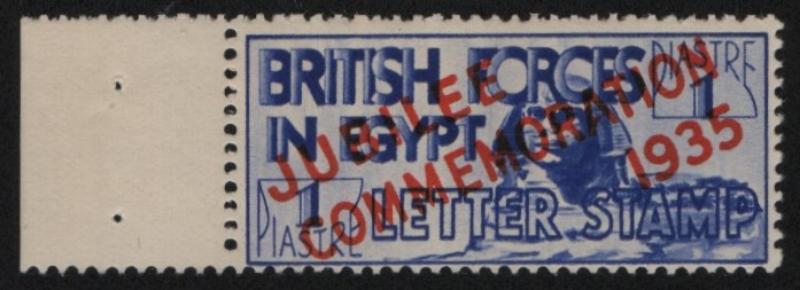 BRITISH FORCES
IN EGYPT
PIASTRE
1
JUBILEE
COMMEMORATION
1935
1
PIASTRE
LETTER STAMP